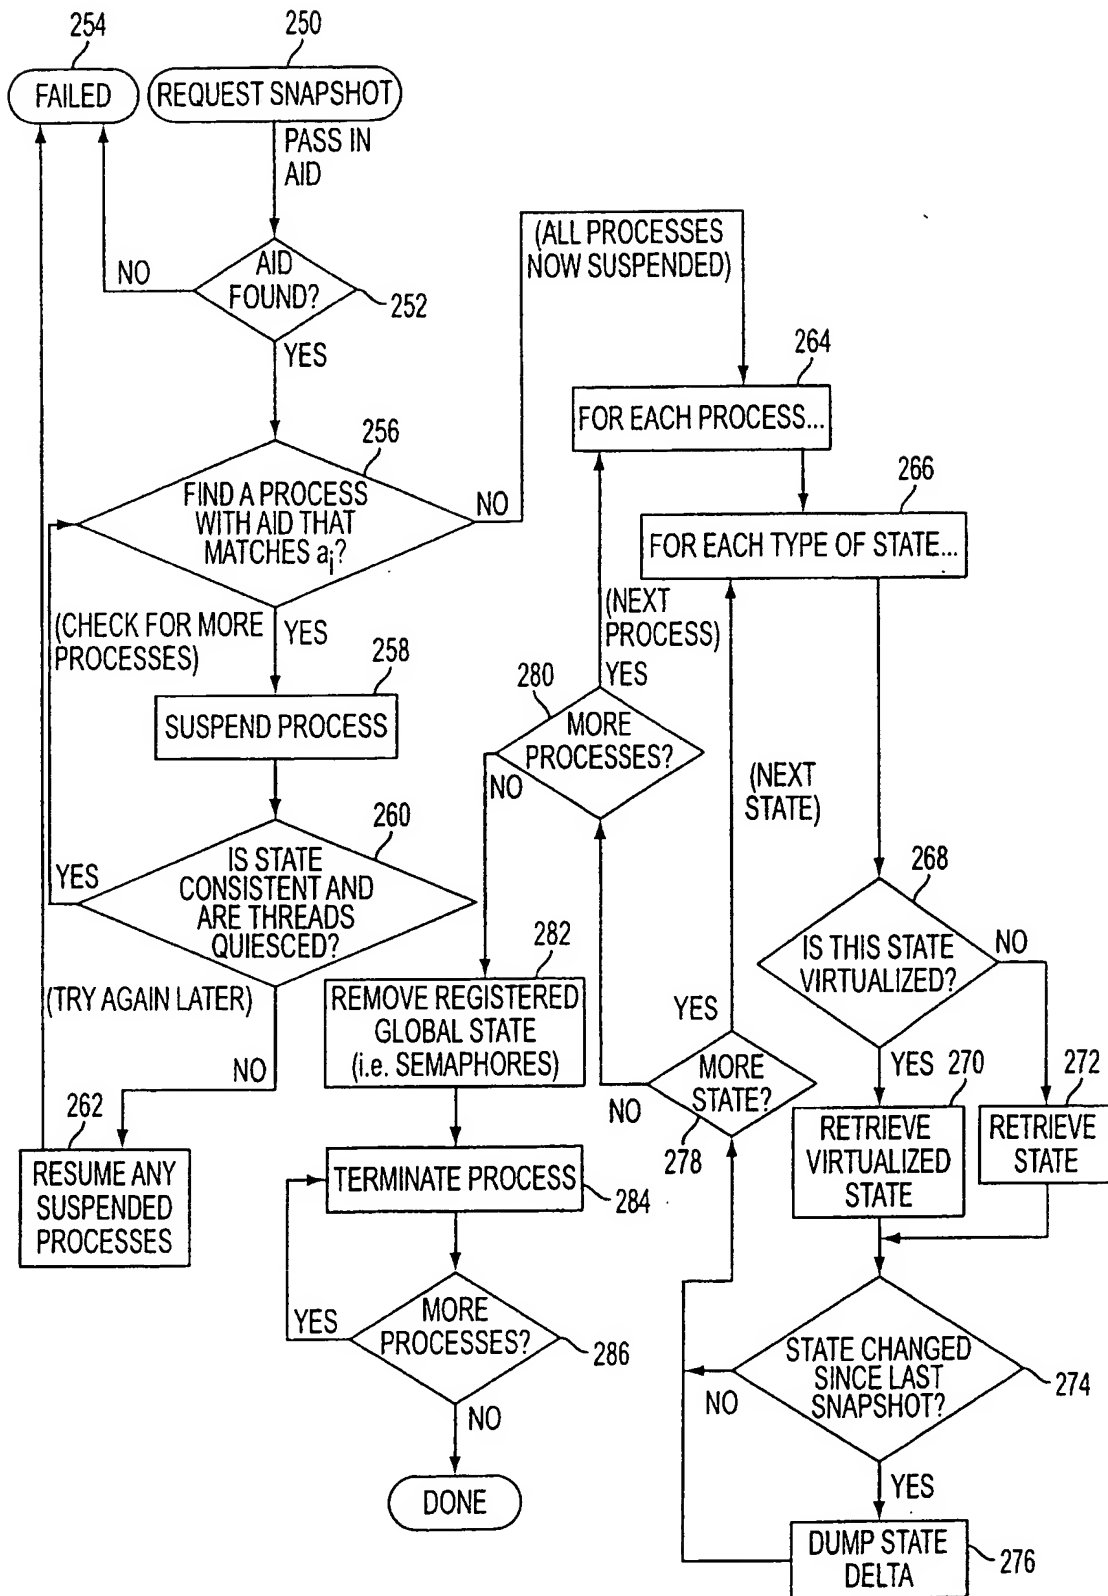 254
FAILED
250
REQUEST SNAPSHOT
PASS IN
AID
AID
FOUND?
252
NO
YES
256
FIND A PROCESS
WITH AID THAT
MATCHES ai?
NO
(ALL PROCESSES
NOW SUSPENDED)
(CHECK FOR MORE
PROCESSES)
YES
258
SUSPEND PROCESS
260
IS STATE
CONSISTENT AND
ARE THREADS
QUIESCED?
YES
(TRY AGAIN LATER)
NO
262
RESUME ANY
SUSPENDED
PROCESSES
264
FOR EACH PROCESS...
266
FOR EACH TYPE OF STATE...
(NEXT
PROCESS)
YES
280
MORE
PROCESSES?
NO
(NEXT
STATE)
268
IS THIS STATE
VIRTUALIZED?
NO
YES
270
RETRIEVE
VIRTUALIZED
STATE
272
RETRIEVE
STATE
YES
MORE
STATE?
NO
278
282
REMOVE REGISTERED
GLOBAL STATE
(i.e. SEMAPHORES)
TERMINATE PROCESS
284
MORE
PROCESSES?
YES
286
NO
DONE
STATE CHANGED
SINCE LAST
SNAPSHOT?
274
NO
YES
DUMP STATE
DELTA
276